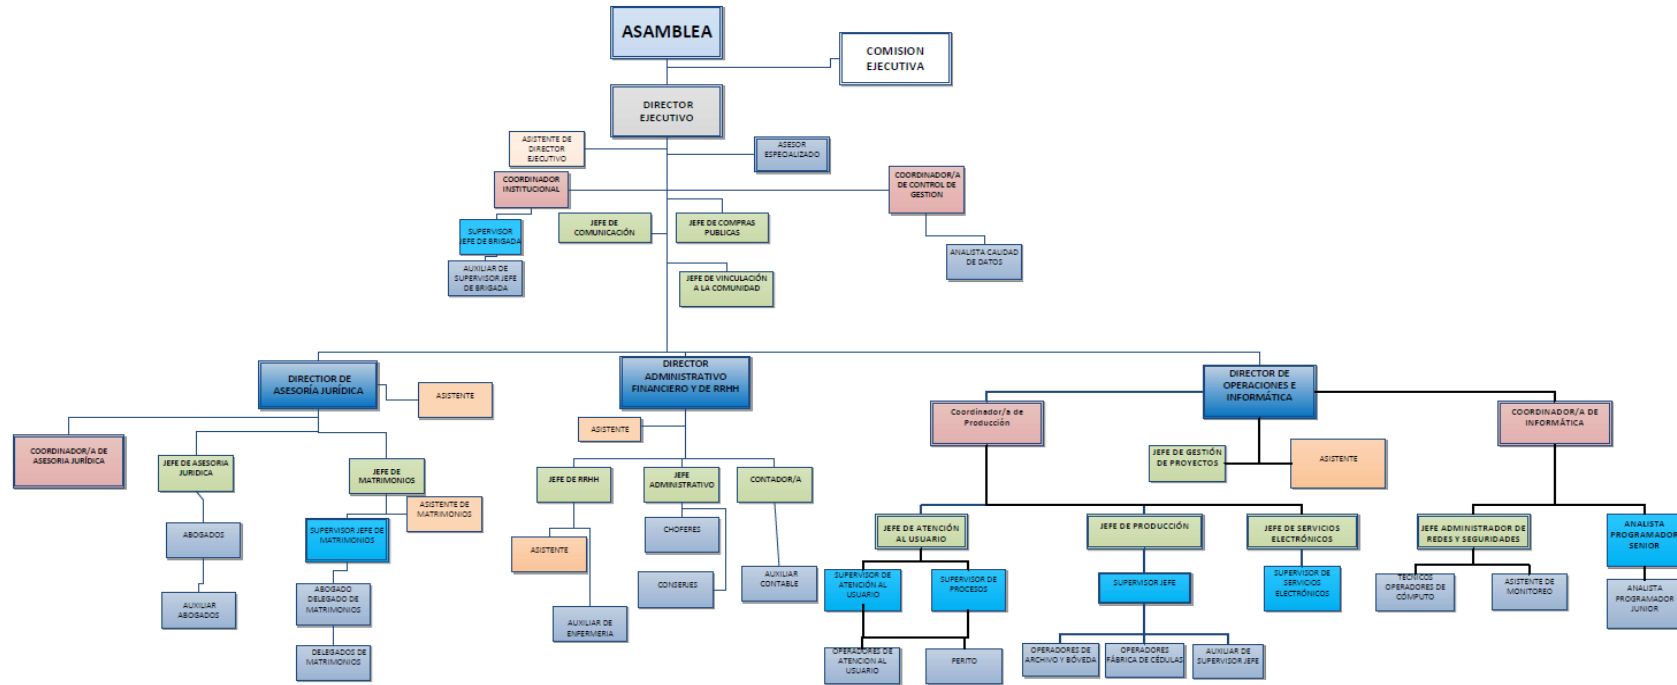 ASAMBLEA
COMISION
EJECUTIVA
DIRECTOR
EJECUTIVO
ASISTENTE DE
DIRECTOR
EJECUTIVO
ASESOR
ESPECIALIZADO
COORDINADOR
INSTITUCIONAL
COORDINADOR/A
DE CONTROL DE
GESTION
SUPERVISOR
JEFE DE BRIGADA
JEFE DE
COMUNICACIÓN
JEFE DE COMPRAS
PUBLICAS
AUXILIAR DE
SUPERVISOR JEFE
DE BRIGADA
ANALISTA CALIDAD
DE DATOS
JEFE DE VINCULACIÓN
A LA COMUNIDAD
DIRECTIOR DE
ASESORÍA JURÍDICA
ASISTENTE
DIRECTOR
ADMINISTRATIVO
FINANCIERO Y DE RRHH
DIRECTOR DE
OPERACIONES E
INFORMÁTICA
COORDINADOR/A DE
ASESORIA JURÍDICA
JEFE DE ASESORIA
JURIDICA
JEFE DE
MATRIMONIOS
ASISTENTE DE
MATRIMONIOS
ABOGADOS
SUPERVISOR JEFE DE
MATRIMONIOS
AUXILIAR
ABOGADOS
ABOGADO
DELEGADO DE
MATRIMONIOS
DELEGADOS DE
MATRIMONIOS
ASISTENTE
JEFE DE RRHH
JEFE
ADMINISTRATIVO
CONTADOR/A
ASISTENTE
CHOFERES
CONSERJES
AUXILIAR
CONTABLE
AUXILIAR DE
ENFERMERIA
Coordinador/a de
Producción
COORDINADOR/A DE
INFORMÁTICA
JEFE DE GESTIÓN
DE PROYECTOS
ASISTENTE
JEFE DE ATENCIÓN
AL USUARIO
JEFE DE PRODUCCIÓN
JEFE DE SERVICIOS
ELECTRÓNICOS
JEFE ADMINISTRADOR DE
REDES Y SEGURIDADES
ANALISTA
PROGRAMADOR
SENIOR
SUPERVISOR DE
ATENCIÓN AL
USUARIO
SUPERVISOR DE
PROCESOS
SUPERVISOR JEFE
SUPERVISOR DE
SERVICIOS
ELECTRÓNICOS
TECNICOS
OPERADORES DE
CÓMPUTO
ASISTENTE DE
MONITOREO
ANALISTA
PROGRAMADOR
JUNIOR
OPERADORES DE
ATENCION AL
USUARIO
PERITO
OPERADORES DE
ARCHIVO Y BÓVEDA
OPERADORES
FÁBRICA DE CÉDULAS
AUXILIAR DE
SUPERVISOR JEFE